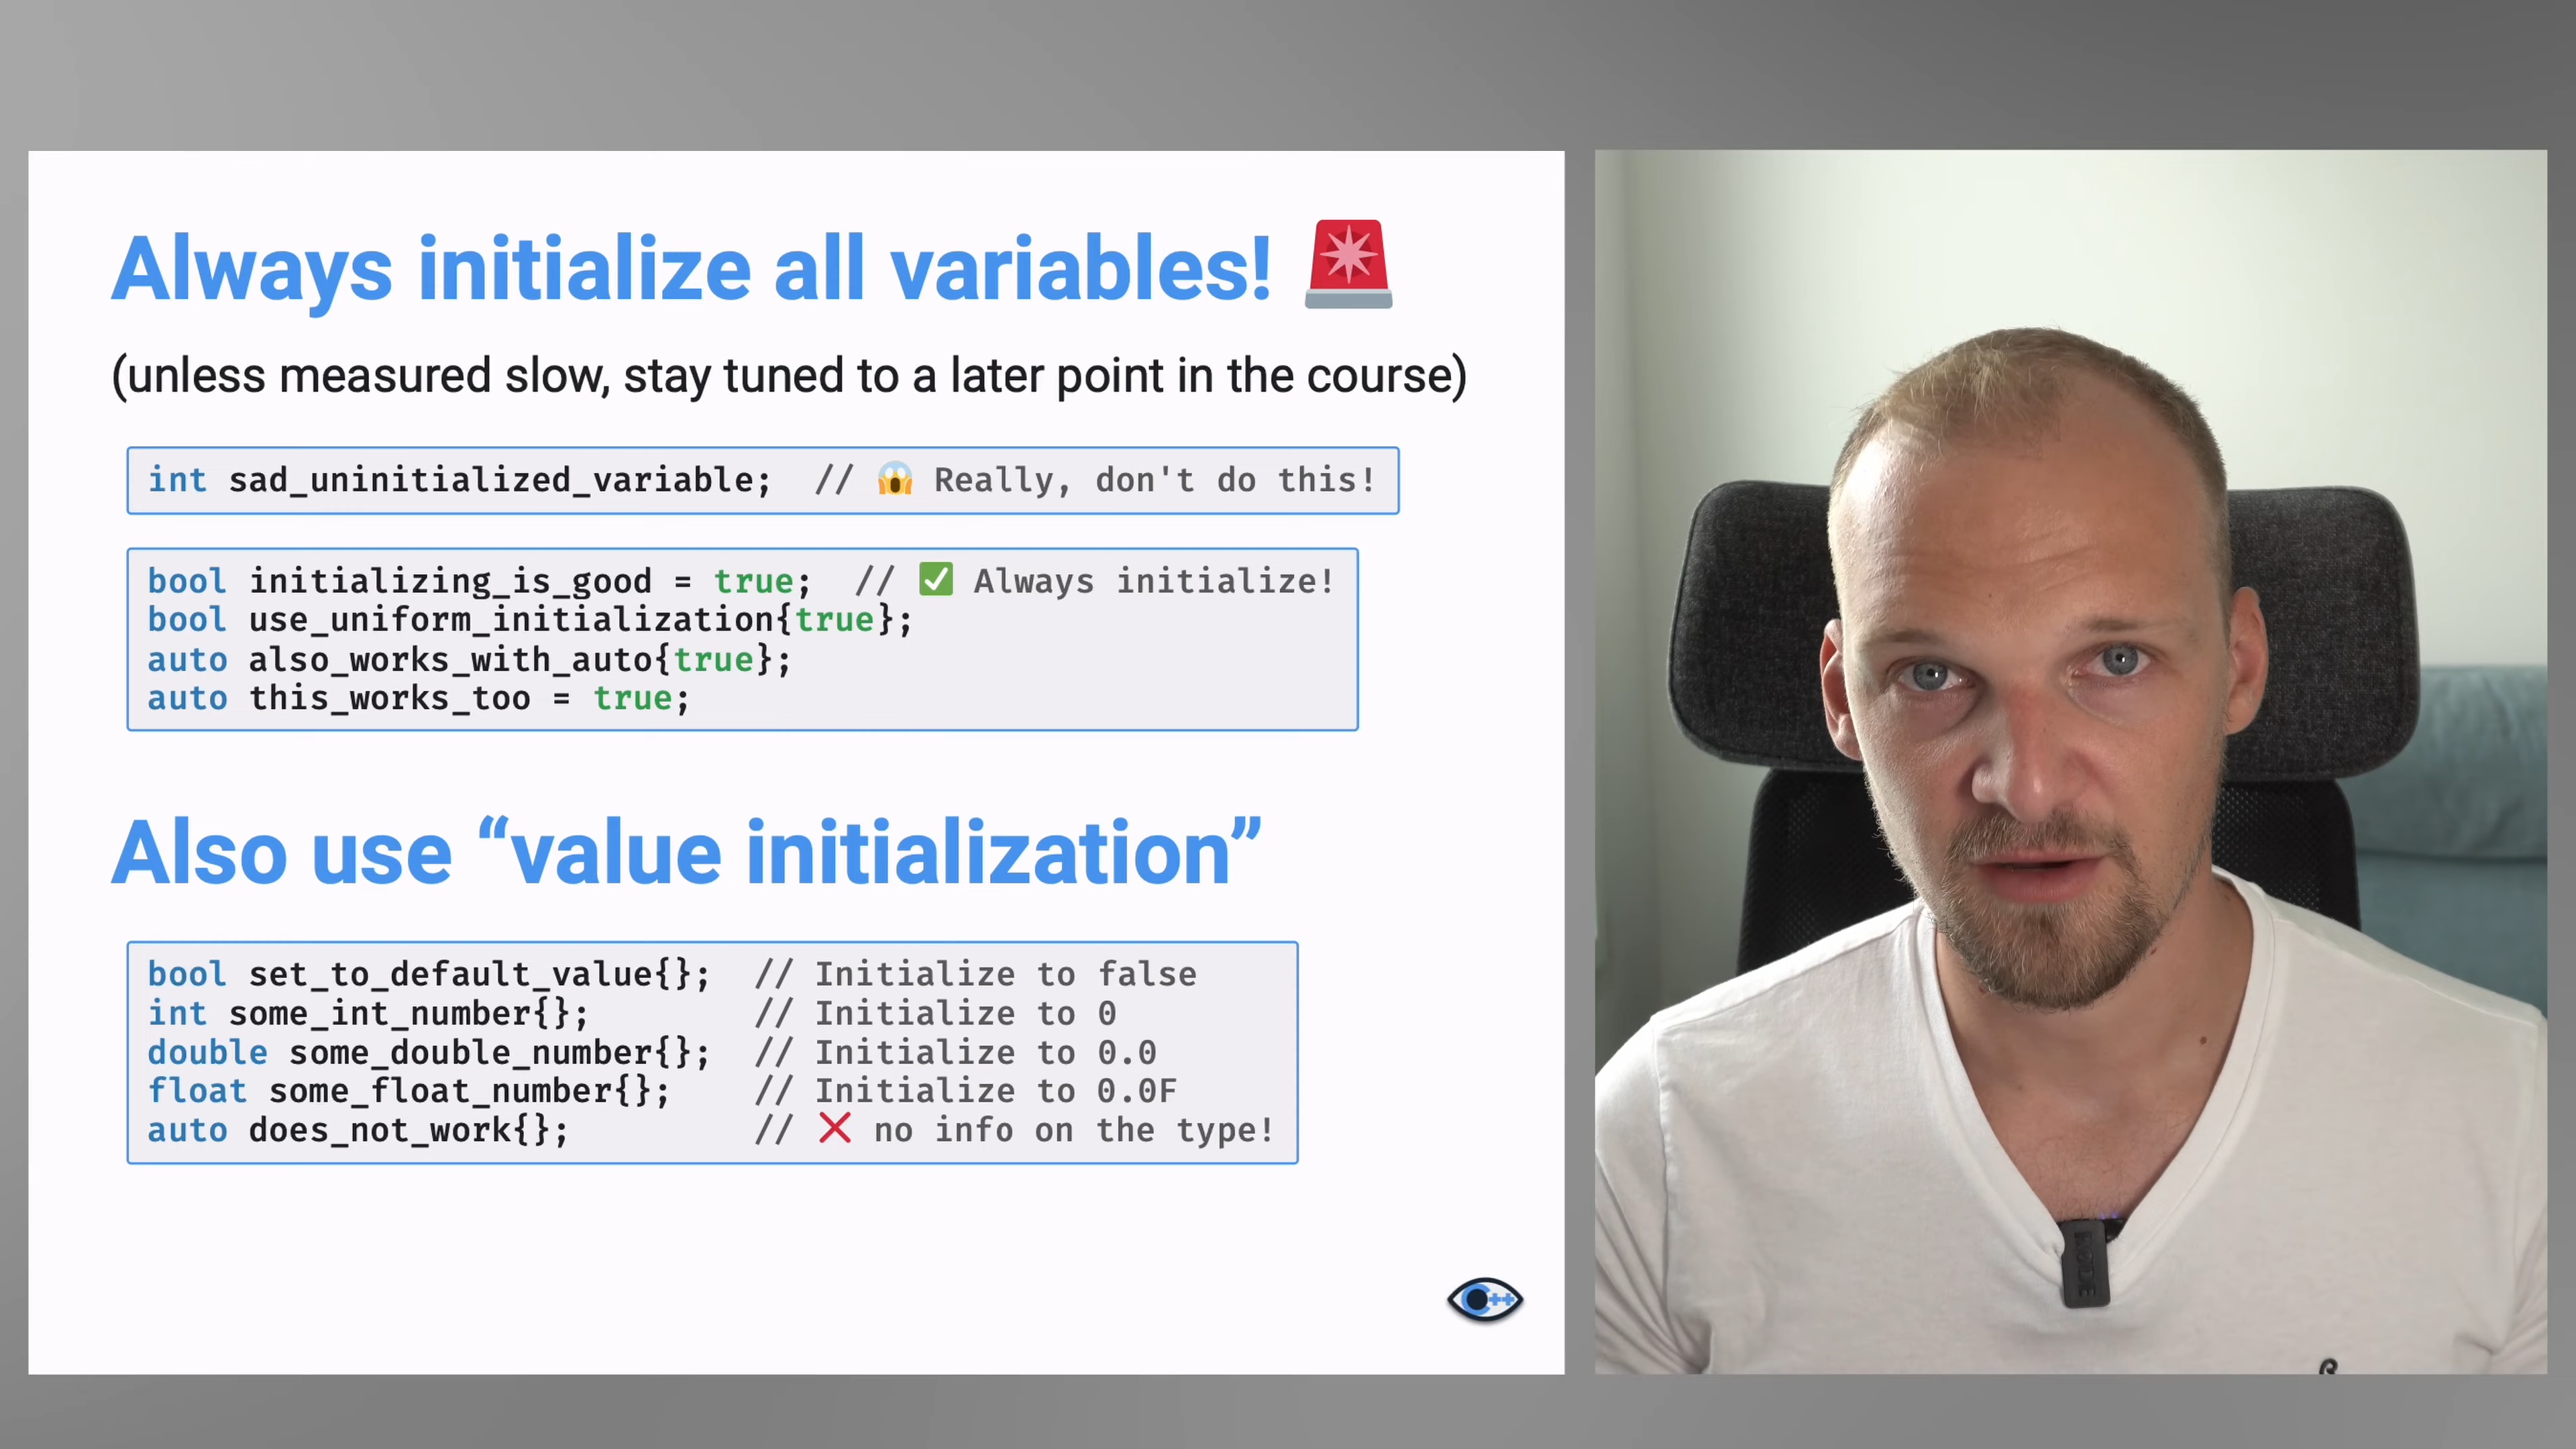 Always initialize all variables! 🚨
(unless measured slow, stay tuned to a later point in the course)
int sad_uninitialized_variable;  // 😱 Really, don't do this!
bool initializing_is_good = true;  // ✅ Always initialize!
bool use_uniform_initialization{true};
auto also_works_with_auto{true};
auto this_works_too = true;
Also use “value initialization”
bool set_to_default_value{};  // Initialize to false
int some_int_number{};        // Initialize to 0
double some_double_number{};  // Initialize to 0.0
float some_float_number{};    // Initialize to 0.0F
auto does_not_work{};         // ❌ no info on the type!
C++
RODE